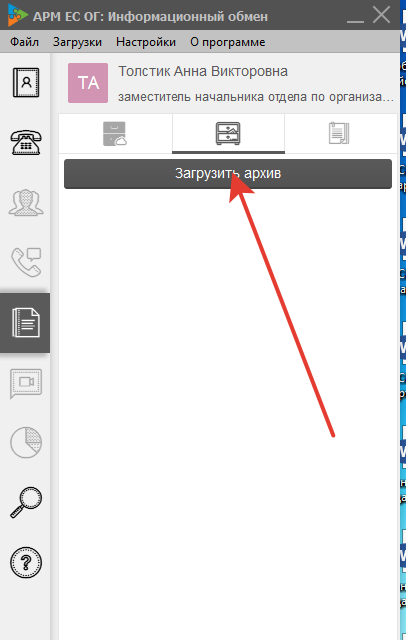 АРМ ЕС ОГ: Информационный обмен
Файл Загрузки Настройки О программе
ТА
Толстик Анна Викторовна
заместитель начальника отдела по организа...
Загрузить архив